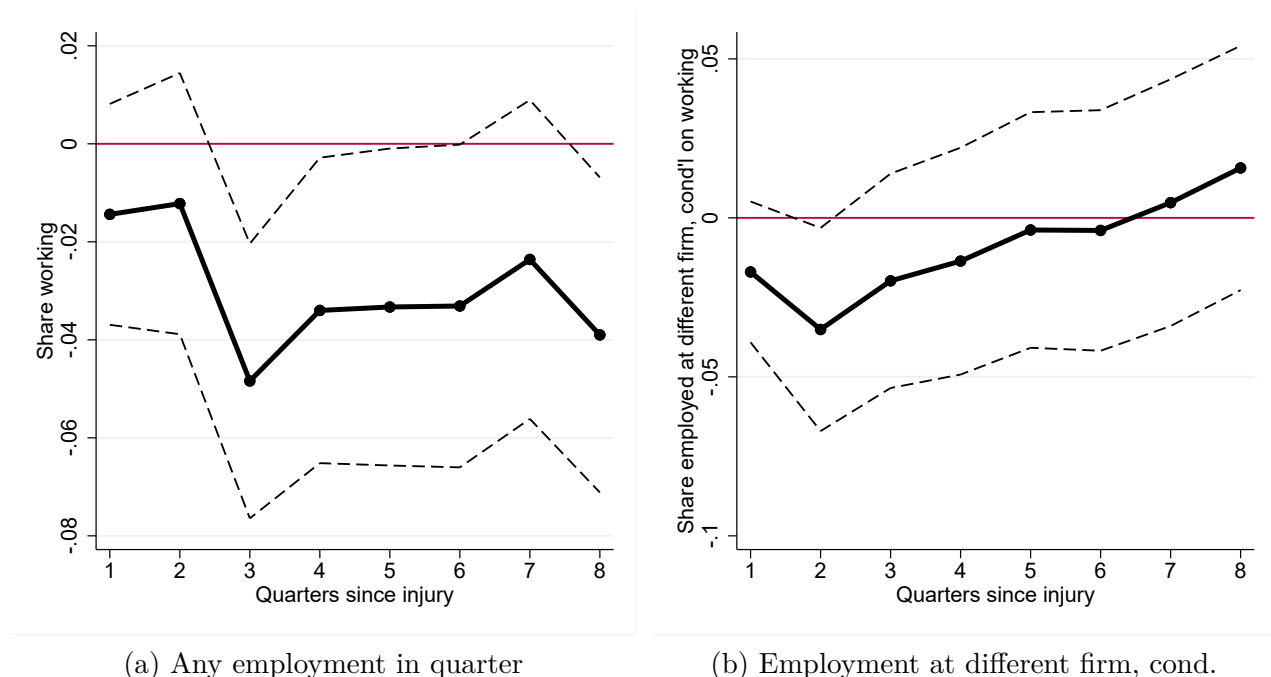 Share working
.02
0
-.02
-.04
-.06
-.08
1 2 3 4 5 6 7 8
Quarters since injury
(a) Any employment in quarter
Share employed at different firm, cond'l on working
.05
0
-.05
-.1
1 2 3 4 5 6 7 8
Quarters since injury
(b) Employment at different firm, cond.